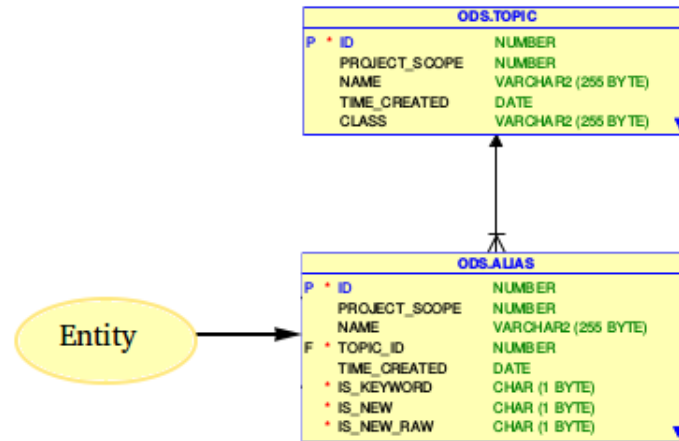 ODS.TOPIC
P * ID NUMBER
PROJECT_SCOPE NUMBER
NAME VARCHAR2 (255 BYTE)
TIME_CREATED DATE
CLASS VARCHAR2 (255 BYTE)
ODS.ALIAS
P * ID NUMBER
PROJECT_SCOPE NUMBER
NAME VARCHAR2 (255 BYTE)
Entity
F * TOPIC_ID NUMBER
TIME_CREATED DATE
* IS_KEYWORD CHAR (1 BYTE)
* IS_NEW CHAR (1 BYTE)
* IS_NEW_RAW CHAR (1 BYTE)